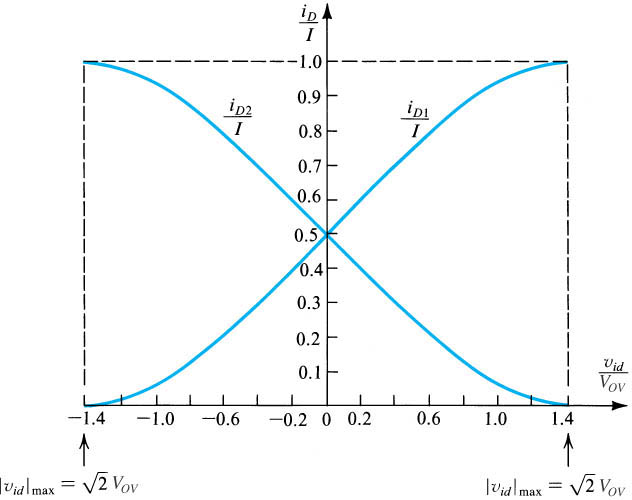 i_D
I
1.0
0.9
i_D2
I
i_D1
I
0.8
0.7
0.6
0.5
0.4
0.3
0.2
0.1
v_id
V_OV
−1.4 −1.0 −0.6 −0.2 0 0.2 0.6 1.0 1.4
|v_id|max = √2 V_OV
|v_id|max = √2 V_OV